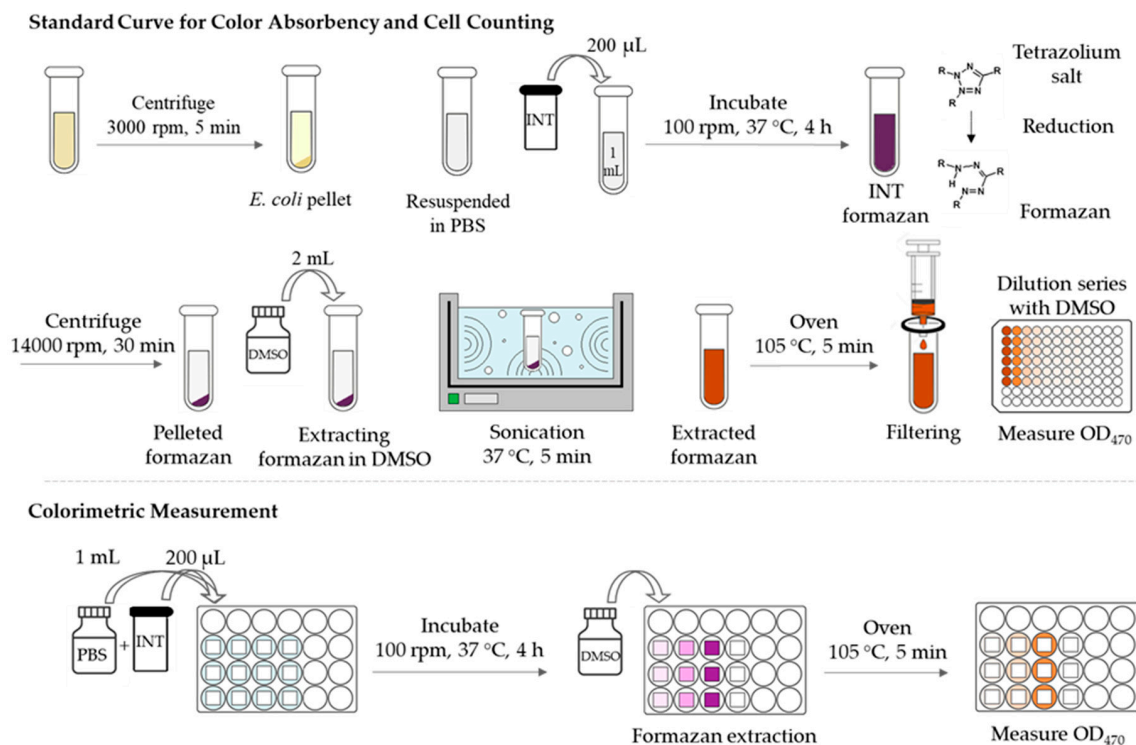 Standard Curve for Color Absorbency and Cell Counting
Centrifuge
3000 rpm, 5 min
E. coli pellet
Resuspended
in PBS
200 µL
INT
1
mL
Incubate
100 rpm, 37 °C, 4 h
INT
formazan
Tetrazolium
salt
R
N
N
R
N=N
R
Reduction
R
N
N
H
R
N=N
R
Formazan
Centrifuge
14000 rpm, 30 min
Pelleted
formazan
2 mL
DMSO
Extracting
formazan in DMSO
Sonication
37 °C, 5 min
Extracted
formazan
Oven
105 °C, 5 min
Filtering
Dilution series
with DMSO
Measure OD470
Colorimetric Measurement
1 mL
200 µL
PBS
+
INT
Incubate
100 rpm, 37 °C, 4 h
DMSO
Formazan extraction
Oven
105 °C, 5 min
Measure OD470